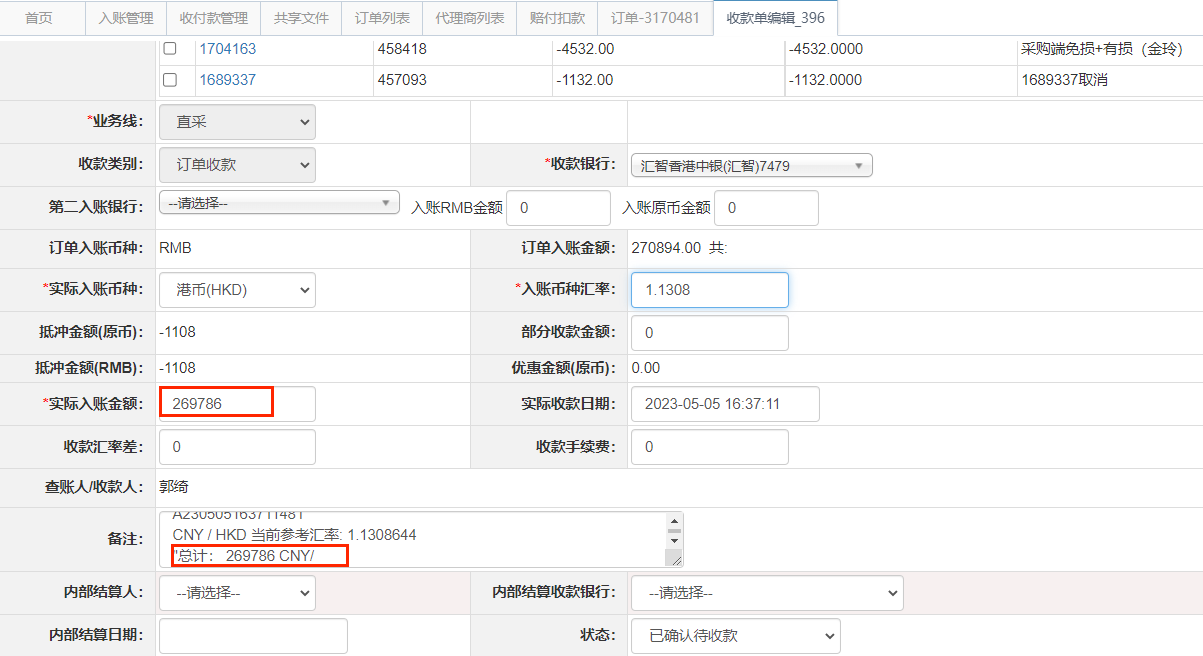 首页 入账管理 收付款管理 共享文件 订单列表 代理商列表 赔付扣款 订单-3170481 收款单编辑_396
1704163 458418 -4532.00 -4532.0000 采购端免损+有损（金玲）
1689337 457093 -1132.00 -1132.0000 1689337取消
*业务线： 直采
收款类别： 订单收款 *收款银行： 汇智香港中银(汇智)7479
第二入账银行： --请选择-- 入账RMB金额 0 入账原币金额 0
订单入账币种： RMB 订单入账金额： 270894.00 共:
*实际入账币种： 港币(HKD) *入账币种汇率： 1.1308
抵冲金额(原币)： -1108 部分收款金额： 0
抵冲金额(RMB)： -1108 优惠金额(原币)： 0.00
*实际入账金额： 269786 实际收款日期： 2023-05-05 16:37:11
收款汇率差： 0 收款手续费： 0
查账人/收款人： 郭绮
A230505163711481
备注： CNY / HKD 当前参考汇率: 1.1308644
"总计： 269786 CNY/
内部结算人： --请选择-- 内部结算收款银行： --请选择--
内部结算日期： 状态： 已确认待收款